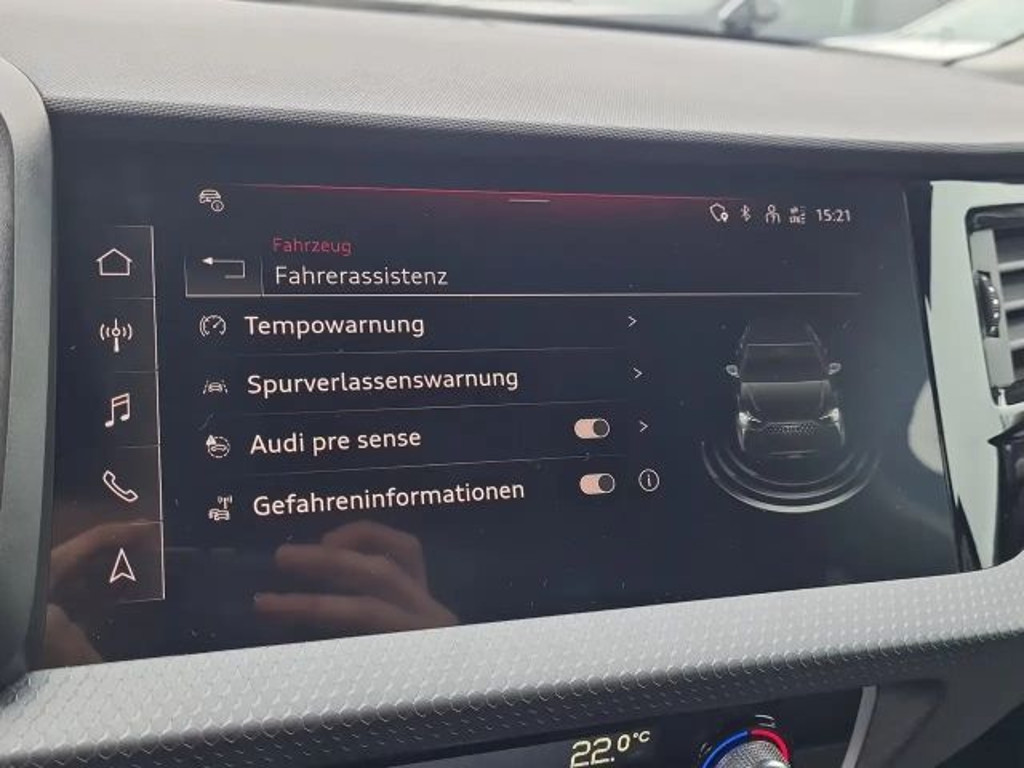 15:21
Fahrzeug
Fahrerassistenz
Tempowarnung
Spurverlassenswarnung
Audi pre sense
Gefahreninformationen
22.0°C